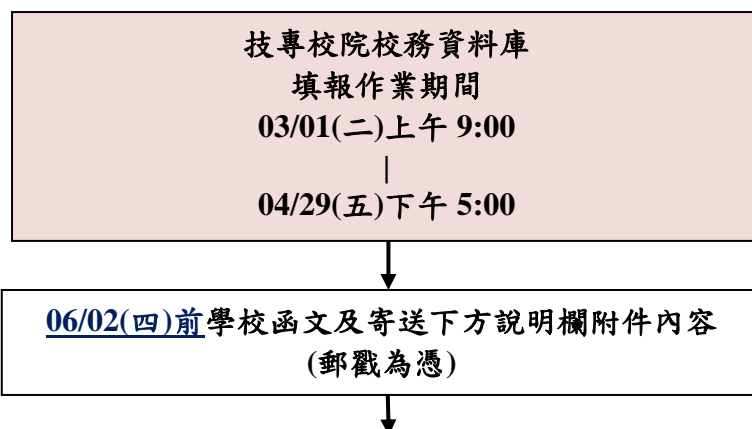 技專校院校務資料庫
填報作業期間
03/01(二)上午 9:00
|
04/29(五)下午 5:00
06/02(四)前學校函文及寄送下方說明欄附件內容
(郵戳為憑)